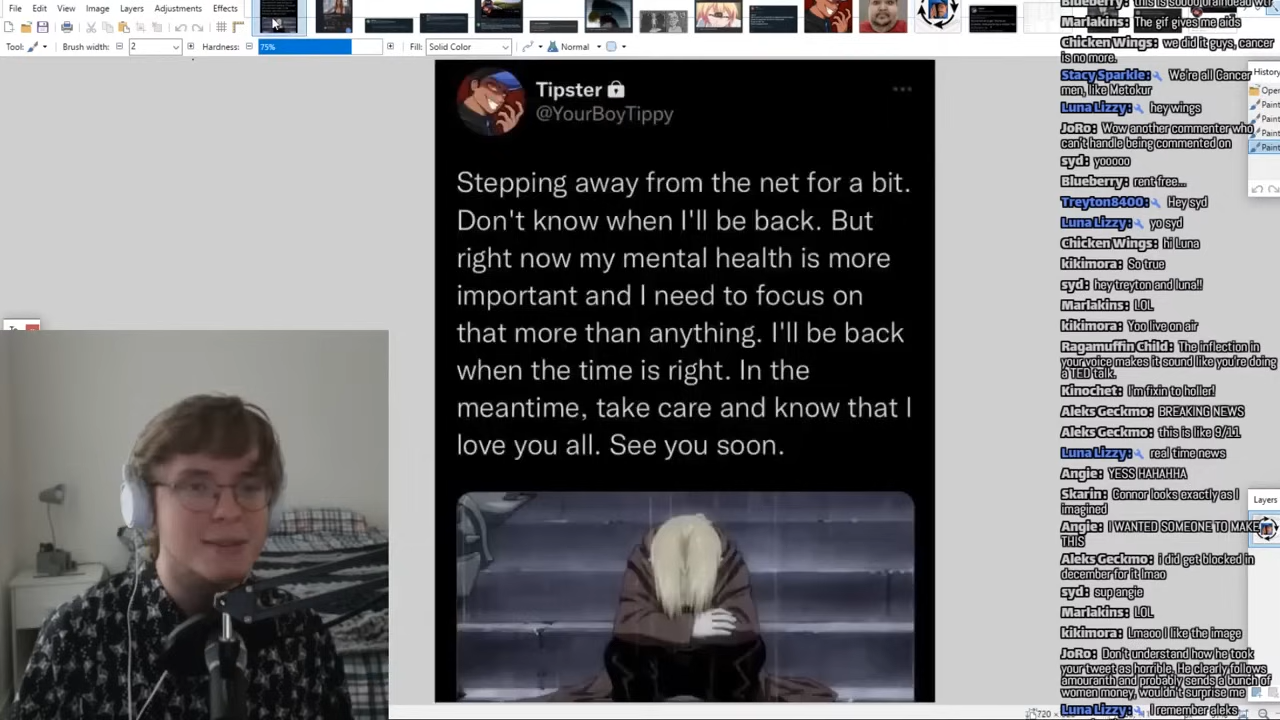 Edit View Image Layers Adjustments Effects
Brush width: 2 Hardness: 75% Fill: Solid Color Normal
Tipster
@YourBoyTippy
Stepping away from the net for a bit.
Don't know when I'll be back. But
right now my mental health is more
important and I need to focus on
that more than anything. I'll be back
when the time is right. In the
meantime, take care and know that I
love you all. See you soon.
Marlakins: The gif gives me aids
Chicken Wings: we did it guys, cancer
is no more.
Stacy Sparkle: We're all Cancer
men, like Metokur
Luna Lizzy: hey wings
JoRo: Wow another commenter who
can't handle being commented on
syd: yooooo
Blueberry: rent free...
Treyton8400: Hey syd
Luna Lizzy: yo syd
Chicken Wings: hi Luna
kikimora: So true
syd: hey treyton and luna!!
Marlakins: LOL
kikimora: Yoo live on air
Ragamuffin Child: The inflection in
your voice makes it sound like you're doing
a TED talk.
Kinochet: I'm fixin to holler!
Aleks Geckmo: BREAKING NEWS
Aleks Geckmo: this is like 9/11
Luna Lizzy: real time news
Angie: YESS HAHAHHA
Skarin: Connor looks exactly as I
imagined
Angie: I WANTED SOMEONE TO MAKE
THIS
Aleks Geckmo: i did get blocked in
december for it lmao
syd: sup angie
Marlakins: LOL
kikimora: Lmaoo I like the image
JoRo: Don't understand how he took
your tweet as horrible. He clearly follows
amouranth and probably sends a bunch of
women money, wouldn't surprise me
Luna Lizzy: I remember aleks
Layers